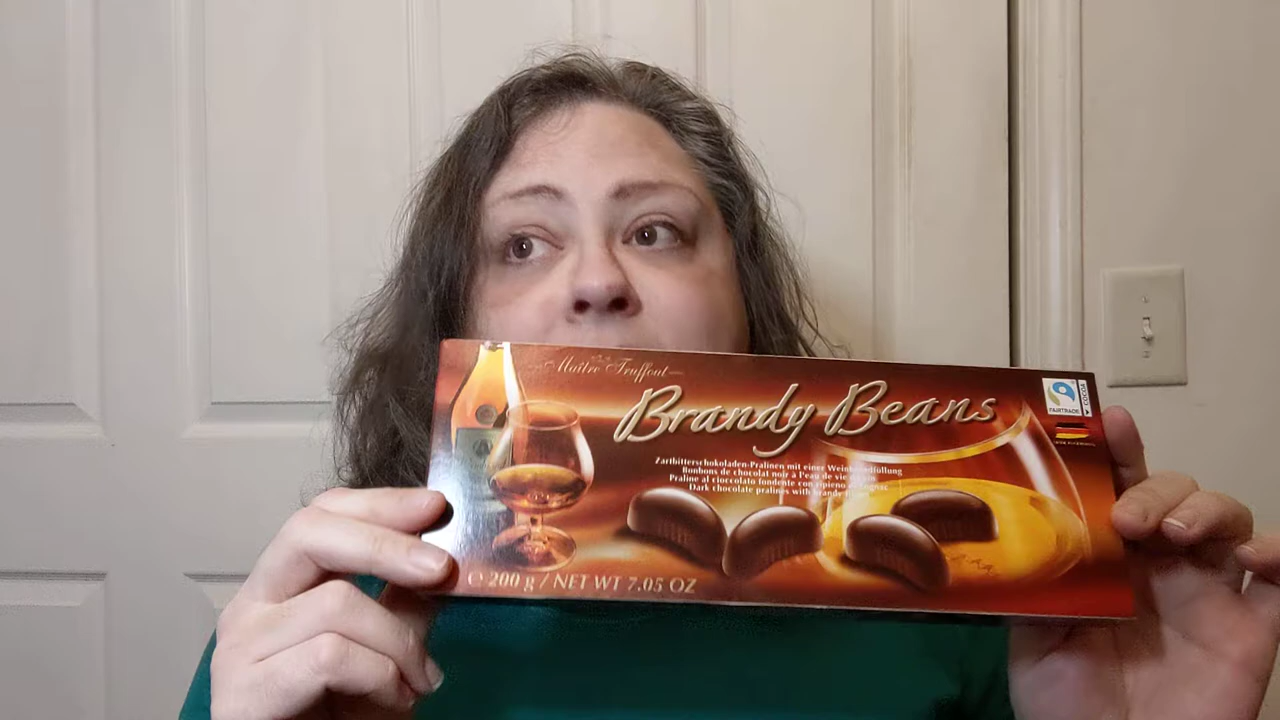 Maître Truffout
Brandy Beans
FAIRTRADE
COCOA
Zartbitterschokoladen-Pralinen mit einer
Bonbons de chocolat noir à l'eau de vie
Praline al cioccolato fondente con ripieno
Dark chocolate pralines with brandy
℮ 200 g / NET WT 7.05 OZ